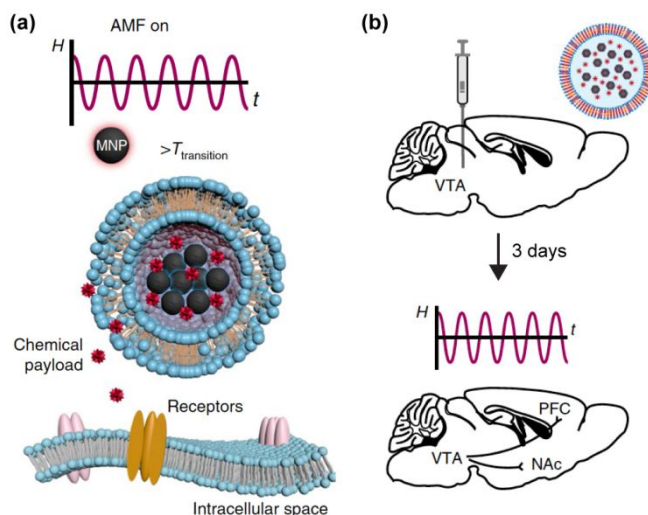 (a)
AMF on
H
t
MNP
>Ttransition
Chemical
payload
Receptors
Intracellular space
(b)
VTA
3 days
H
t
PFC
VTA
NAc